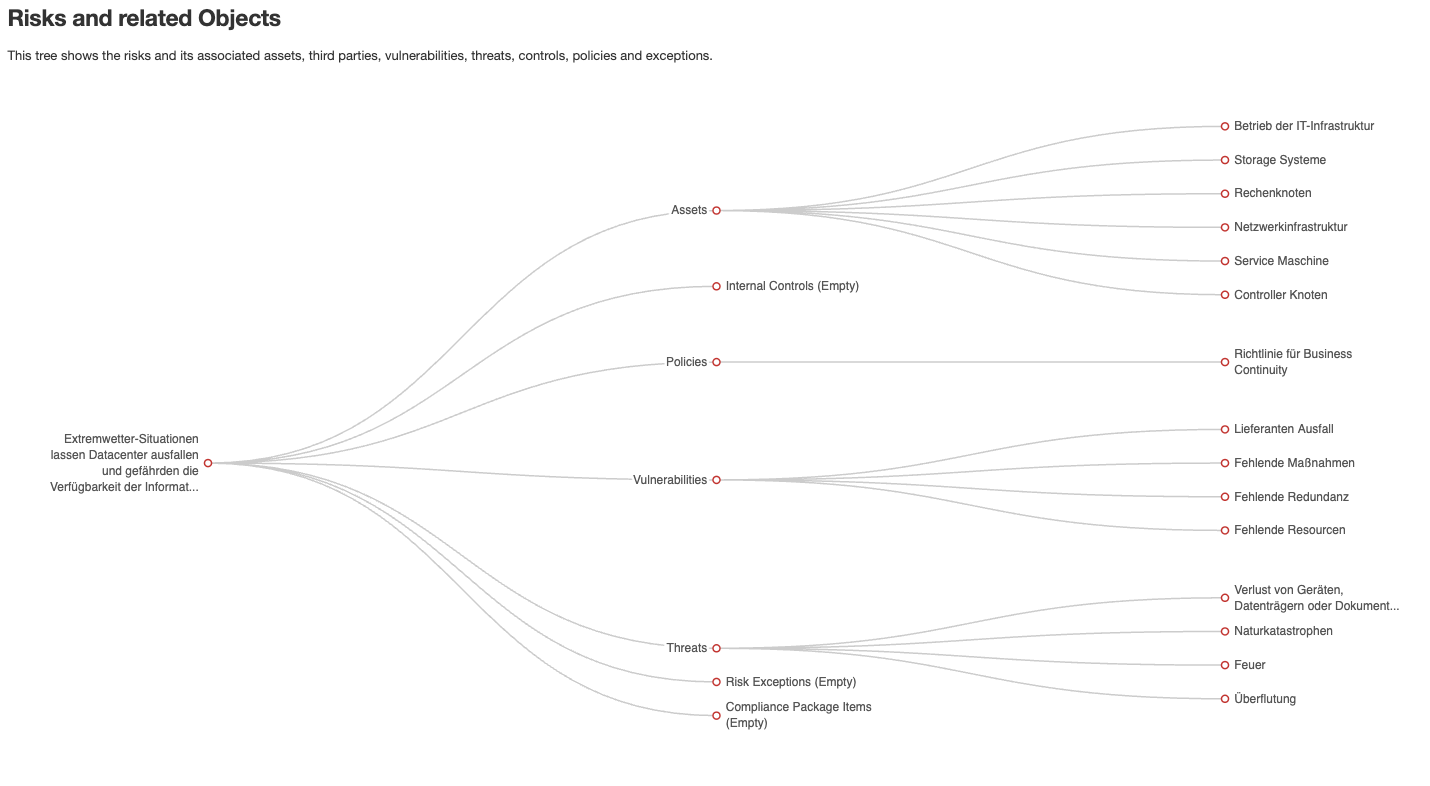 Risks and related Objects
This tree shows the risks and its associated assets, third parties, vulnerabilities, threats, controls, policies and exceptions.
Extremwetter-Situationen
lassen Datacenter ausfallen
und gefährden die
Verfügbarkeit der Informat...
Assets
Betrieb der IT-Infrastruktur
Storage Systeme
Rechenknoten
Netzwerkinfrastruktur
Service Maschine
Controller Knoten
Internal Controls (Empty)
Policies
Richtlinie für Business
Continuity
Vulnerabilities
Lieferanten Ausfall
Fehlende Maßnahmen
Fehlende Redundanz
Fehlende Resourcen
Threats
Verlust von Geräten,
Datenträgern oder Dokument...
Naturkatastrophen
Feuer
Überflutung
Risk Exceptions (Empty)
Compliance Package Items
(Empty)